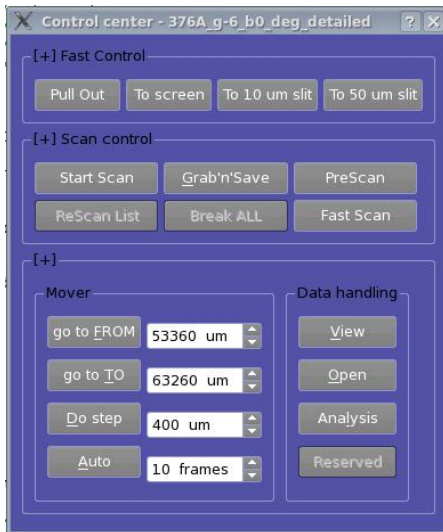 Control center - 376A_g-6_b0_deg_detailed ? X
[+] Fast Control
Pull Out To screen To 10 um slit To 50 um slit
[+] Scan control
Start Scan Grab'n'Save PreScan
ReScan List Break ALL Fast Scan
[+]
Mover Data handling
go to FROM 53360 um View
go to TO 63260 um Open
Do step 400 um Analysis
Auto 10 frames Reserved